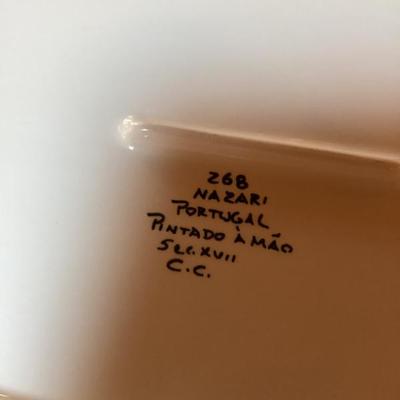 268
NAZARI
PORTUGAL
PINTADO À MÃO
SEC. XVII
C.C.